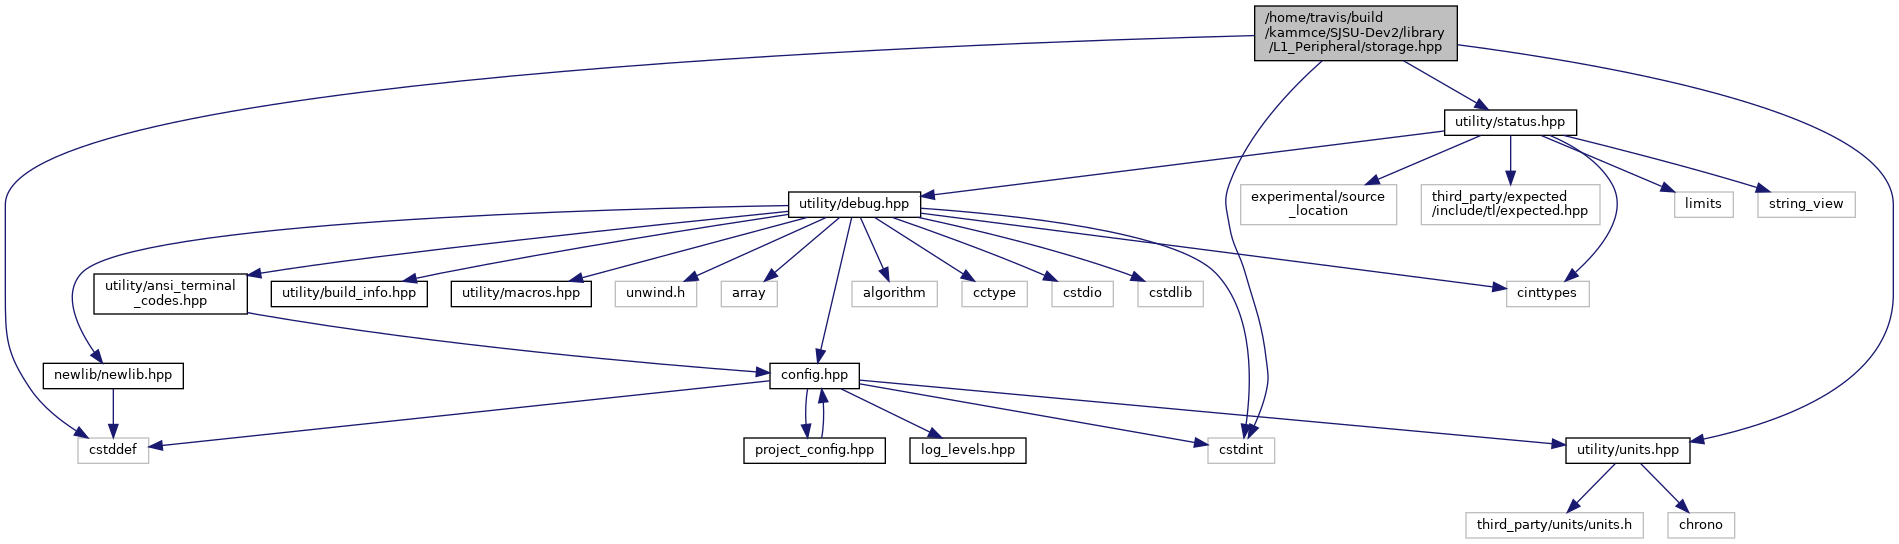 /home/travis/build
/kammce/SJSU-Dev2/library
/L1_Peripheral/storage.hpp
utility/status.hpp
utility/debug.hpp
experimental/source
_location
third_party/expected
/include/tl/expected.hpp
limits
string_view
utility/ansi_terminal
_codes.hpp
utility/build_info.hpp
utility/macros.hpp
unwind.h
array
algorithm
cctype
cstdio
cstdlib
cinttypes
newlib/newlib.hpp
config.hpp
cstddef
project_config.hpp
log_levels.hpp
cstdint
utility/units.hpp
third_party/units/units.h
chrono